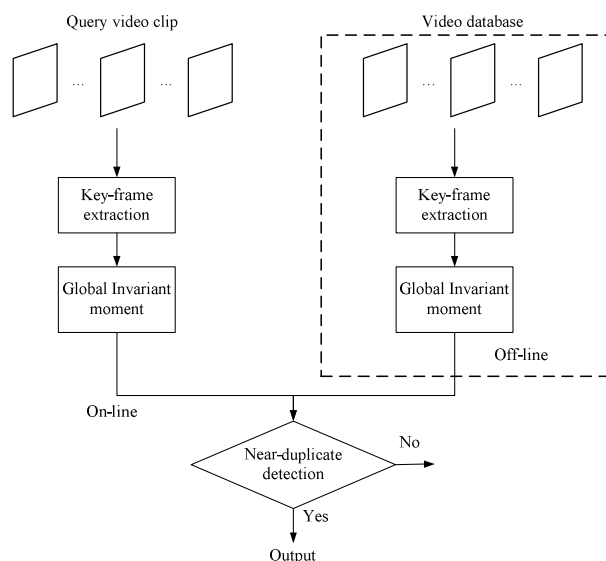 Query video clip
Video database
... ...
... ...
Key-frame
extraction
Key-frame
extraction
Global Invariant
moment
Global Invariant
moment
Off-line
On-line
Near-duplicate
detection
No
Yes
Output